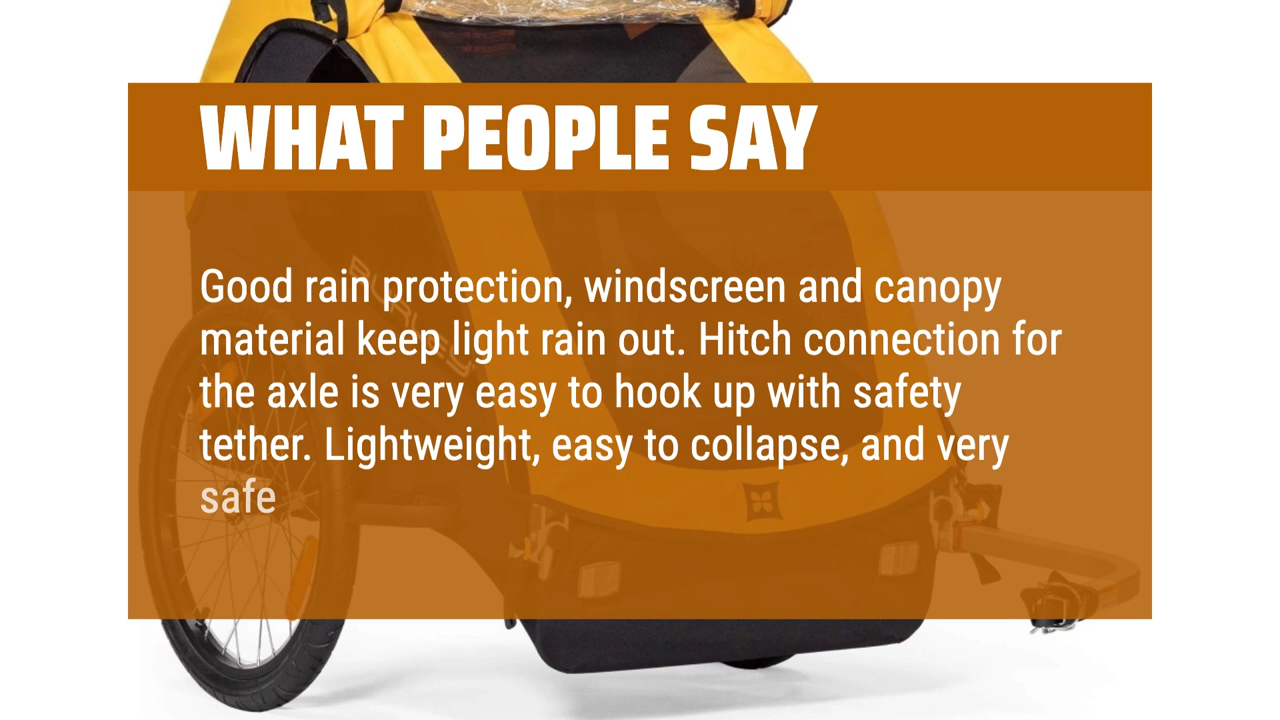 WHAT PEOPLE SAY
Good rain protection, windscreen and canopy
material keep light rain out. Hitch connection for
the axle is very easy to hook up with safety
tether. Lightweight, easy to collapse, and very
safe
BURLEY